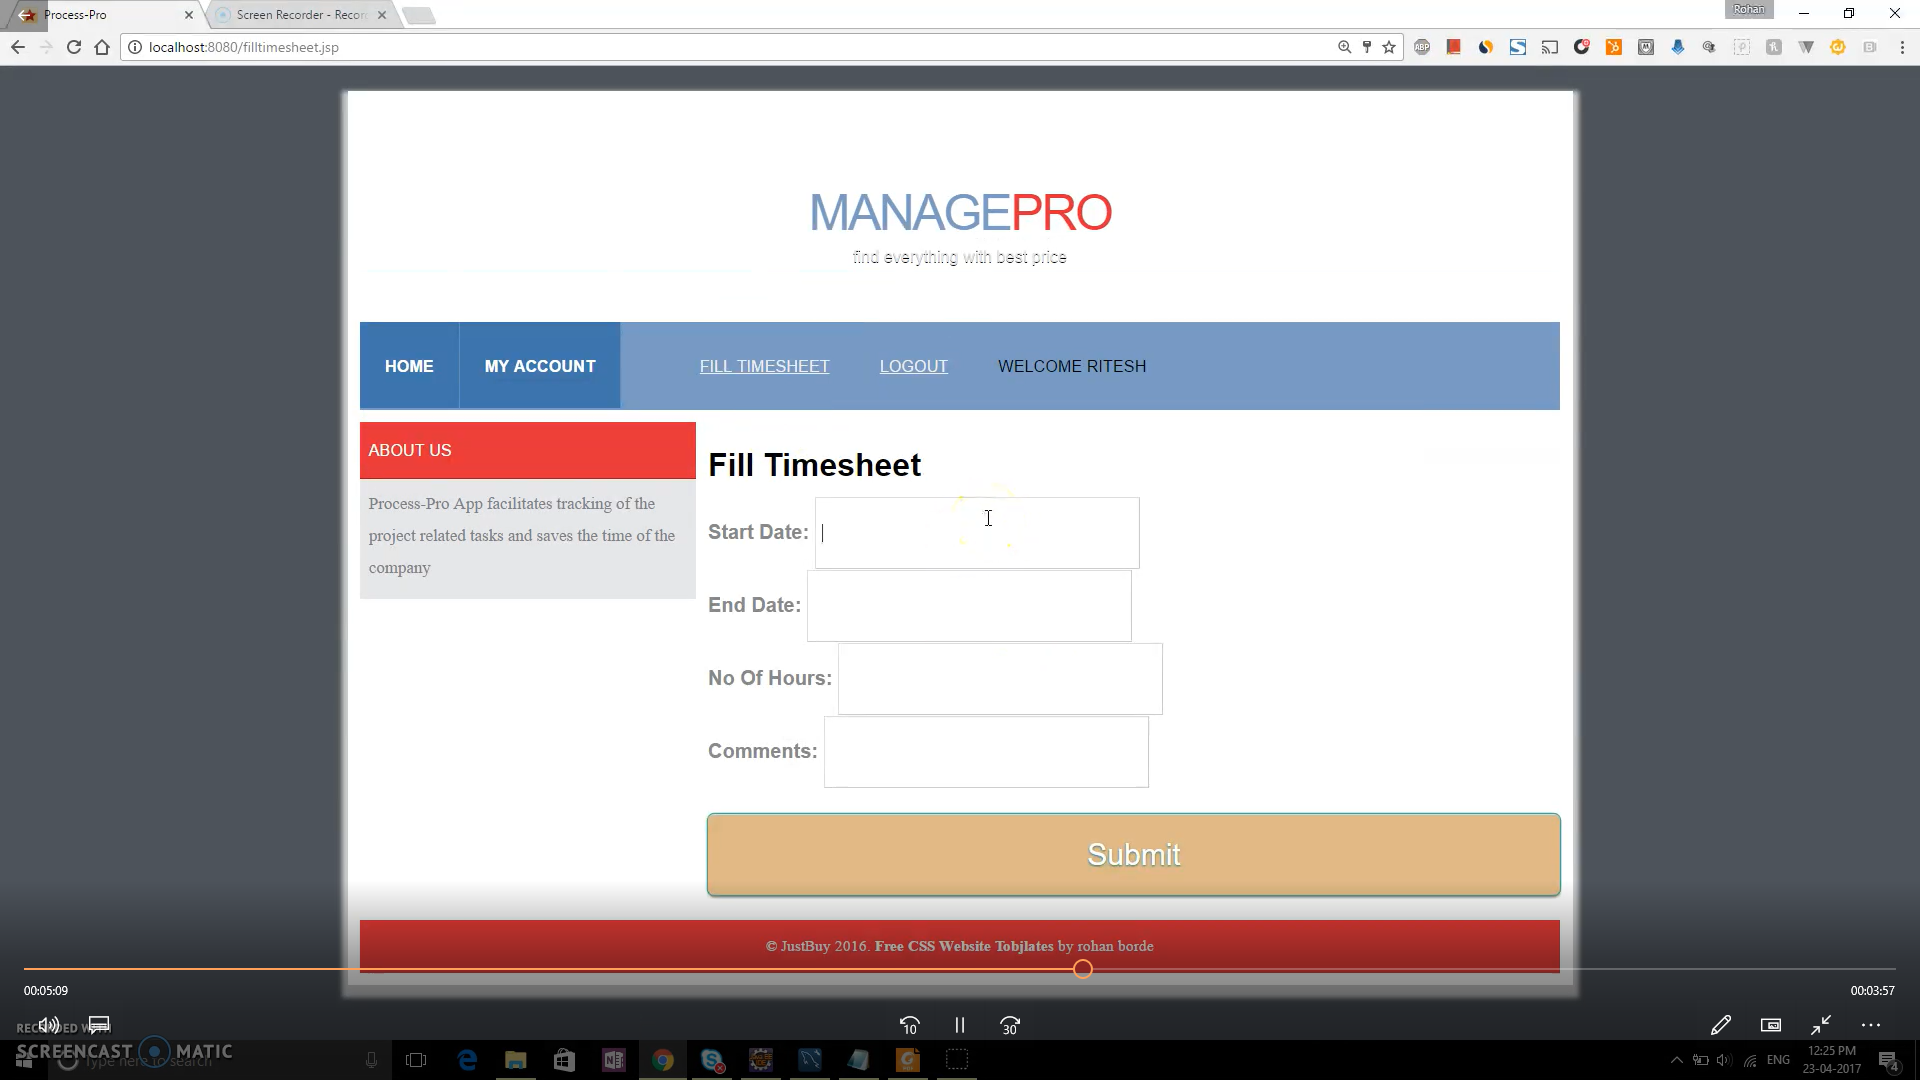 Process-Pro
Screen Recorder - Recor
Rohan
localhost:8080/filltimesheet.jsp
ABP
MANAGEPRO
find everything with best price
HOME
MY ACCOUNT
FILL TIMESHEET
LOGOUT
WELCOME RITESH
ABOUT US
Process-Pro App facilitates tracking of the
project related tasks and saves the time of the
company
Fill Timesheet
Start Date:
End Date:
No Of Hours:
Comments:
Submit
© JustBuy 2016. Free CSS Website Tobjlates by rohan borde
00:05:09
00:03:57
10
30
RECORDED WITH
SCREENCAST MATIC
Type here to search
ENG
12:25 PM
23-04-2017
4